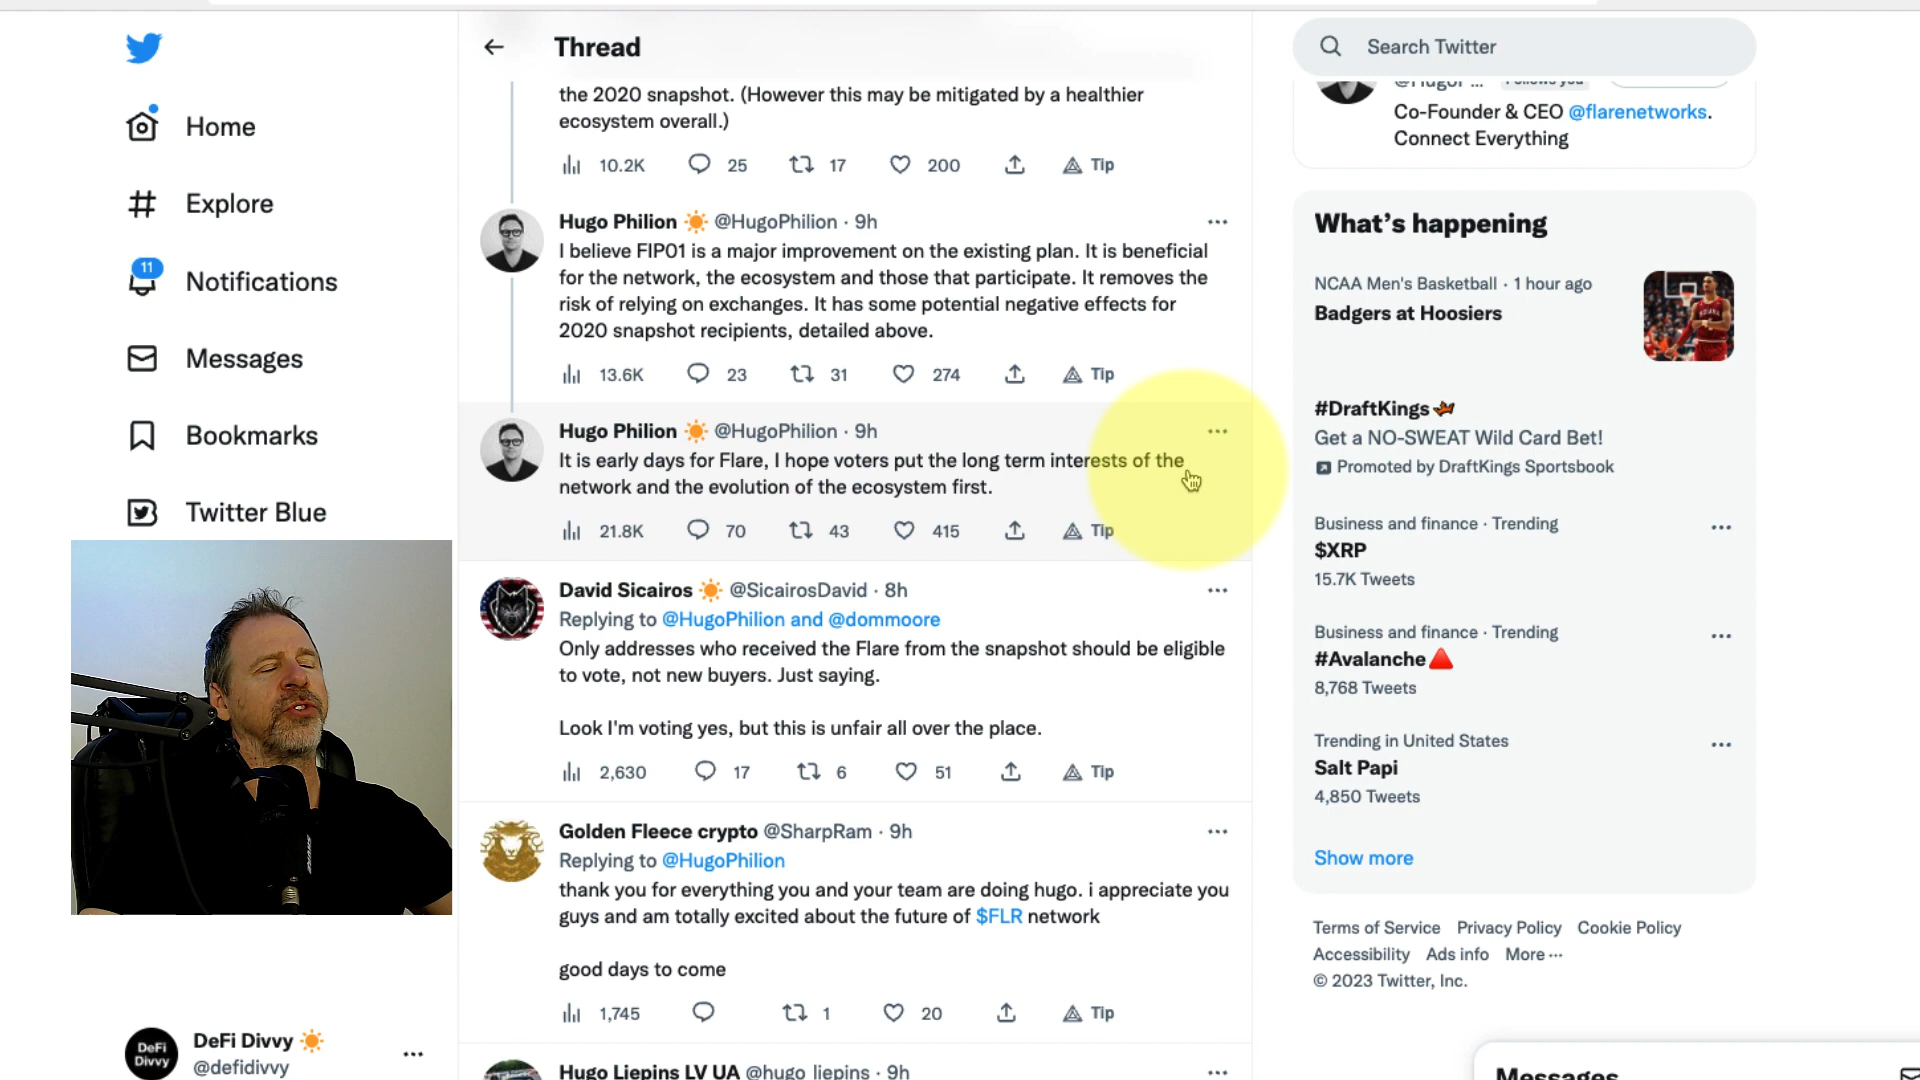 Thread
the 2020 snapshot. (However this may be mitigated by a healthier
ecosystem overall.)
10.2K 25 17 200 Tip
Hugo Philion @HugoPhilion · 9h
I believe FIP01 is a major improvement on the existing plan. It is beneficial
for the network, the ecosystem and those that participate. It removes the
risk of relying on exchanges. It has some potential negative effects for
2020 snapshot recipients, detailed above.
13.6K 23 31 274 Tip
Hugo Philion @HugoPhilion · 9h
It is early days for Flare, I hope voters put the long term interests of the
network and the evolution of the ecosystem first.
21.8K 70 43 415 Tip
David Sicairos @SicairosDavid · 8h
Replying to @HugoPhilion and @dommoore
Only addresses who received the Flare from the snapshot should be eligible
to vote, not new buyers. Just saying.
Look I'm voting yes, but this is unfair all over the place.
2,630 17 6 51 Tip
Golden Fleece crypto @SharpRam · 9h
Replying to @HugoPhilion
thank you for everything you and your team are doing hugo. i appreciate you
guys and am totally excited about the future of $FLR network
good days to come
1,745 1 20 Tip
Hugo Liepins LV UA @hugo_liepins · 9h
Home
Explore
11
Notifications
Messages
Bookmarks
Twitter Blue
DeFi
Divvy
DeFi Divvy
@defidivvy
Search Twitter
@HugoP... Follows you
Co-Founder & CEO @flarenetworks.
Connect Everything
What's happening
NCAA Men's Basketball · 1 hour ago
Badgers at Hoosiers
#DraftKings
Get a NO-SWEAT Wild Card Bet!
Promoted by DraftKings Sportsbook
Business and finance · Trending
$XRP
15.7K Tweets
Business and finance · Trending
#Avalanche
8,768 Tweets
Trending in United States
Salt Papi
4,850 Tweets
Show more
Terms of Service Privacy Policy Cookie Policy
Accessibility Ads info More ...
© 2023 Twitter, Inc.
Messages